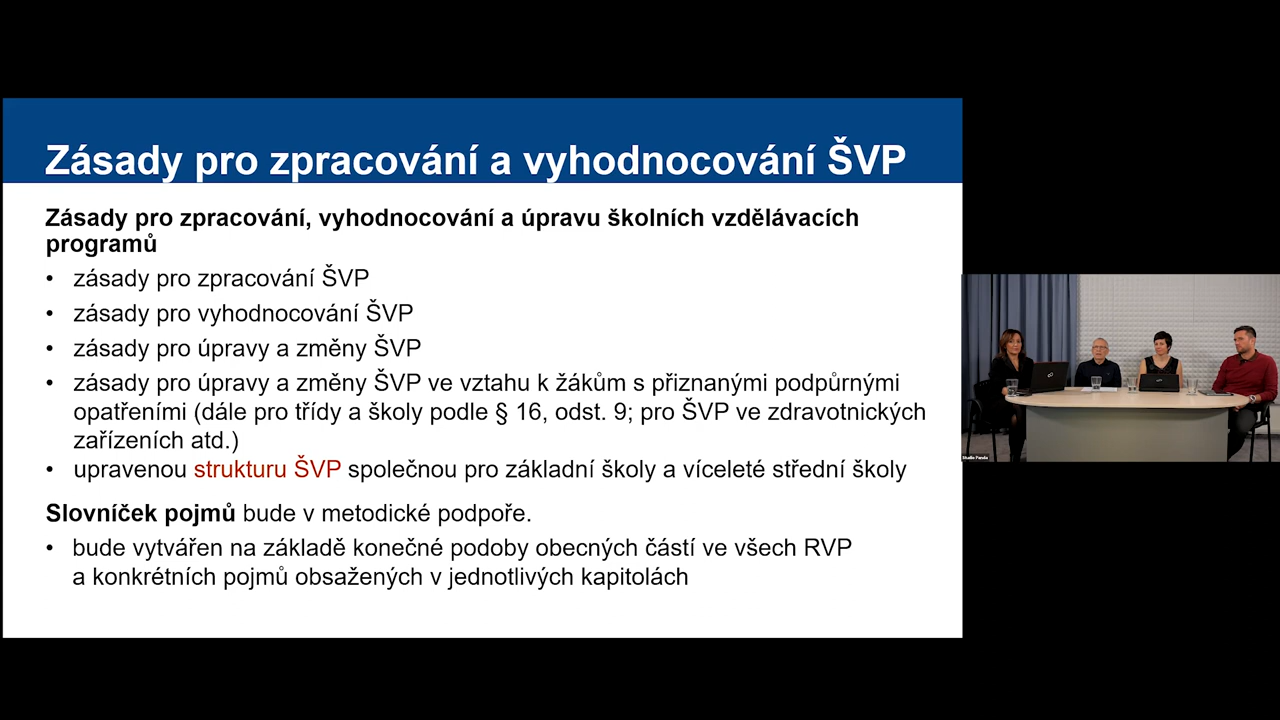 Zásady pro zpracování a vyhodnocování ŠVP
Zásady pro zpracování, vyhodnocování a úpravu školních vzdělávacích
programů
• zásady pro zpracování ŠVP
• zásady pro vyhodnocování ŠVP
• zásady pro úpravy a změny ŠVP
• zásady pro úpravy a změny ŠVP ve vztahu k žákům s přiznanými podpůrnými
opatřeními (dále pro třídy a školy podle § 16, odst. 9; pro ŠVP ve zdravotnických
zařízeních atd.)
• upravenou strukturu ŠVP společnou pro základní školy a víceleté střední školy
Slovníček pojmů bude v metodické podpoře.
• bude vytvářen na základě konečné podoby obecných částí ve všech RVP
a konkrétních pojmů obsažených v jednotlivých kapitolách
Studio Panda